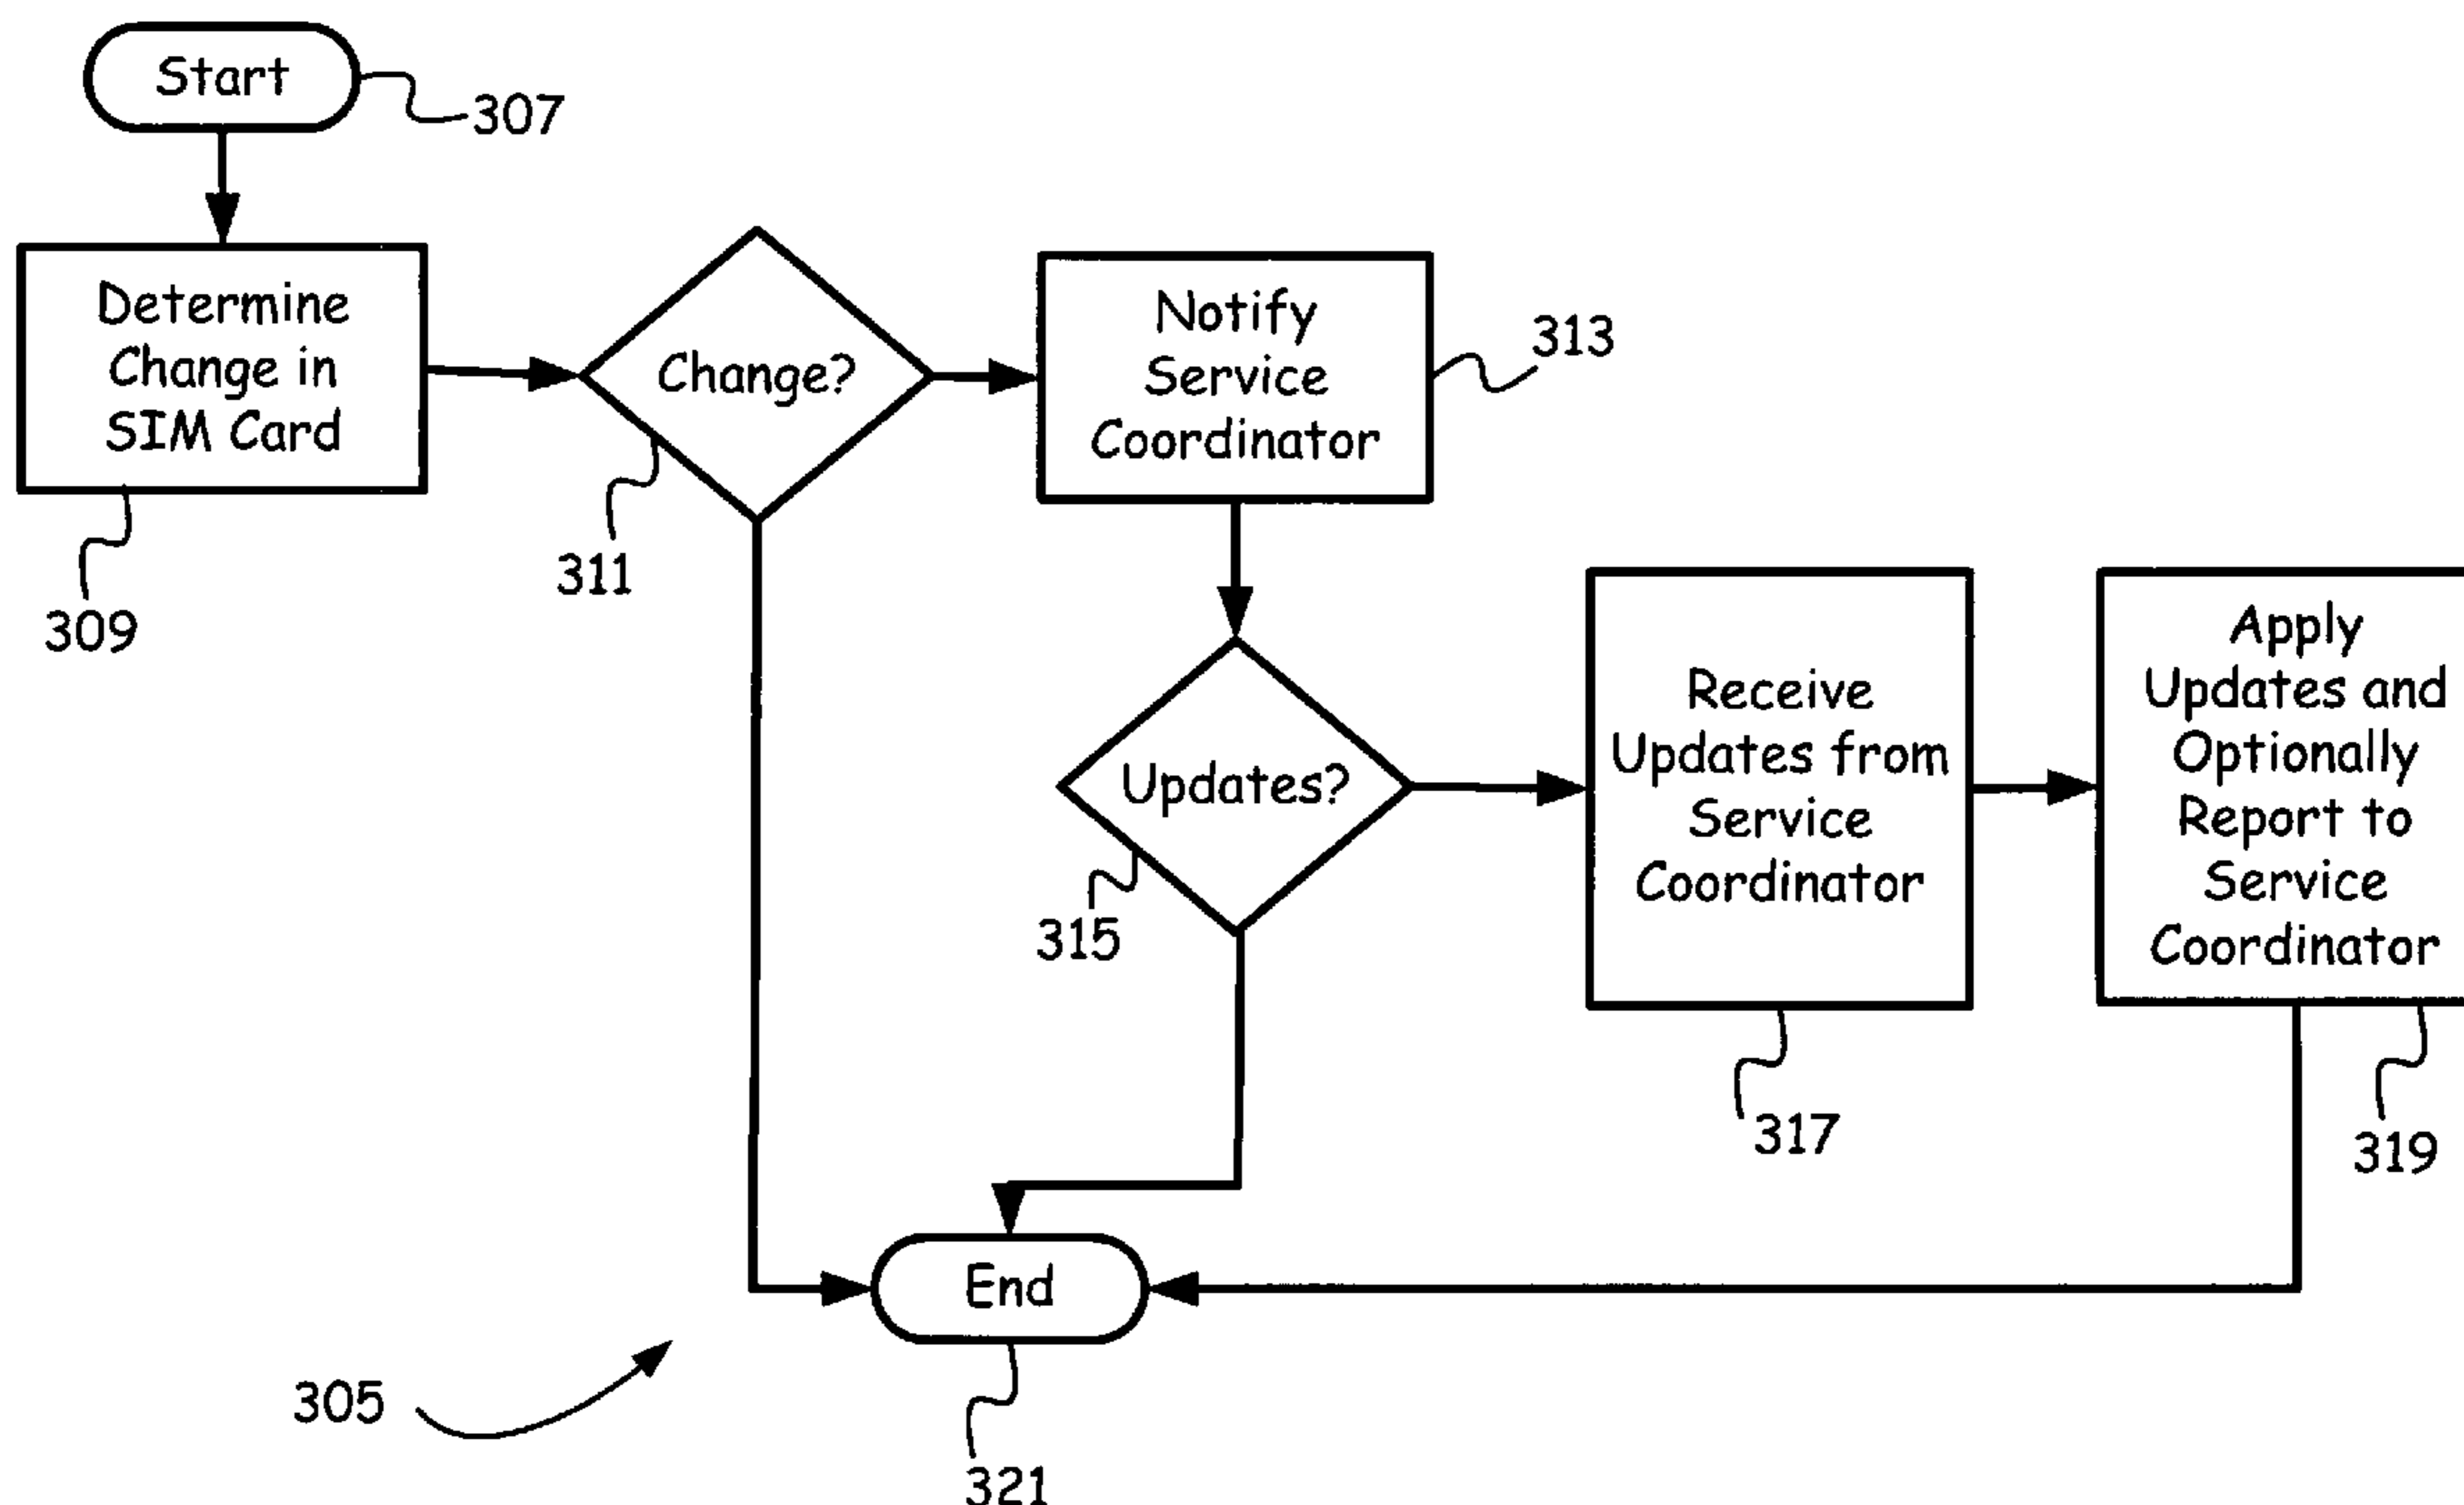 Start
307
Determine
Change in
SIM Card
309
Change?
311
Notify
Service
Coordinator
313
Updates?
315
Receive
Updates from
Service
Coordinator
317
Apply
Updates and
Optionally
Report to
Service
Coordinator
319
End
321
305